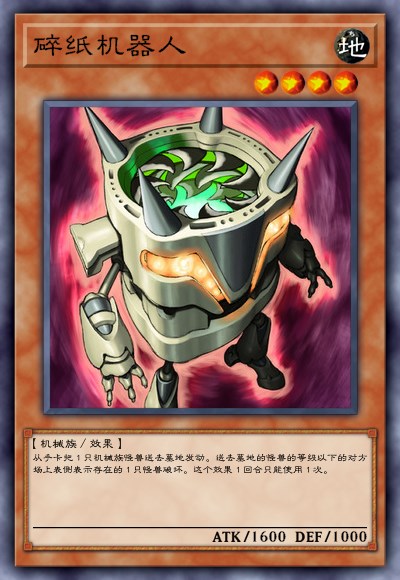 碎纸机器人
地
【机械族／效果】
从手卡把1只机械族怪兽送去墓地发动。送去墓地的怪兽的等级以下的对方
场上表侧表示存在的1只怪兽破坏。这个效果1回合只能使用1次。
ATK/1600 DEF/1000